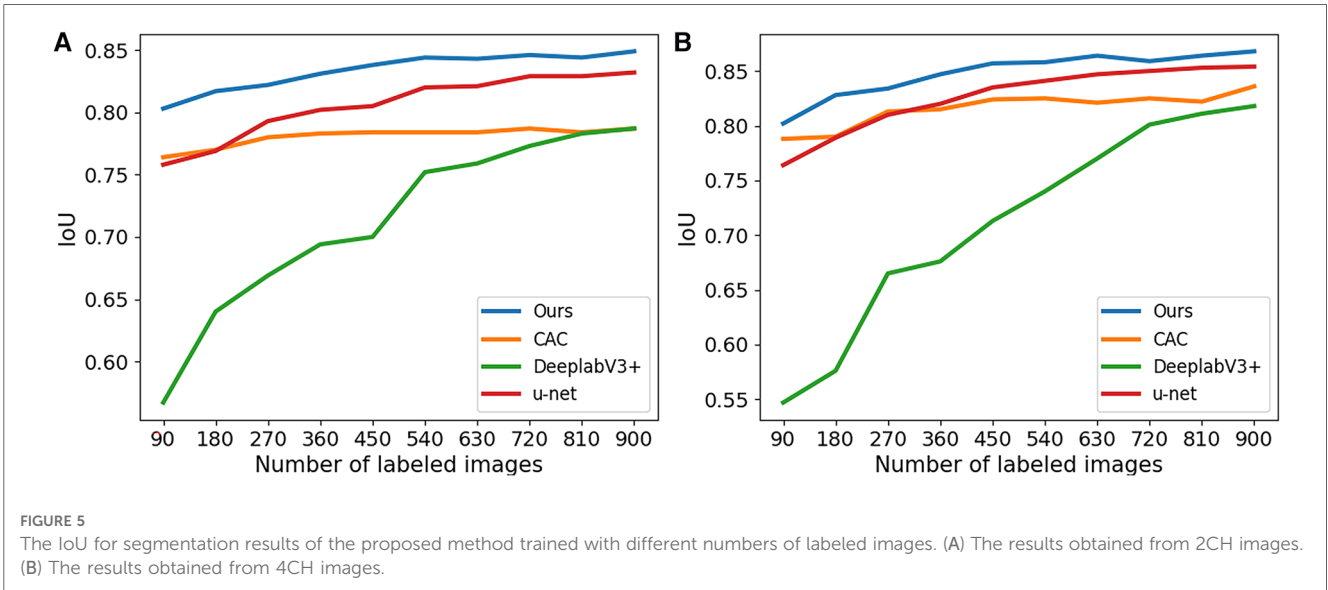 A
0.85
0.80
0.75
0.70
0.65
0.60
IoU
Ours
CAC
DeeplabV3+
u-net
90 180 270 360 450 540 630 720 810 900
Number of labeled images
B
0.85
0.80
0.75
0.70
0.65
0.60
0.55
IoU
Ours
CAC
DeeplabV3+
u-net
90 180 270 360 450 540 630 720 810 900
Number of labeled images
FIGURE 5
The IoU for segmentation results of the proposed method trained with different numbers of labeled images. (A) The results obtained from 2CH images.
(B) The results obtained from 4CH images.